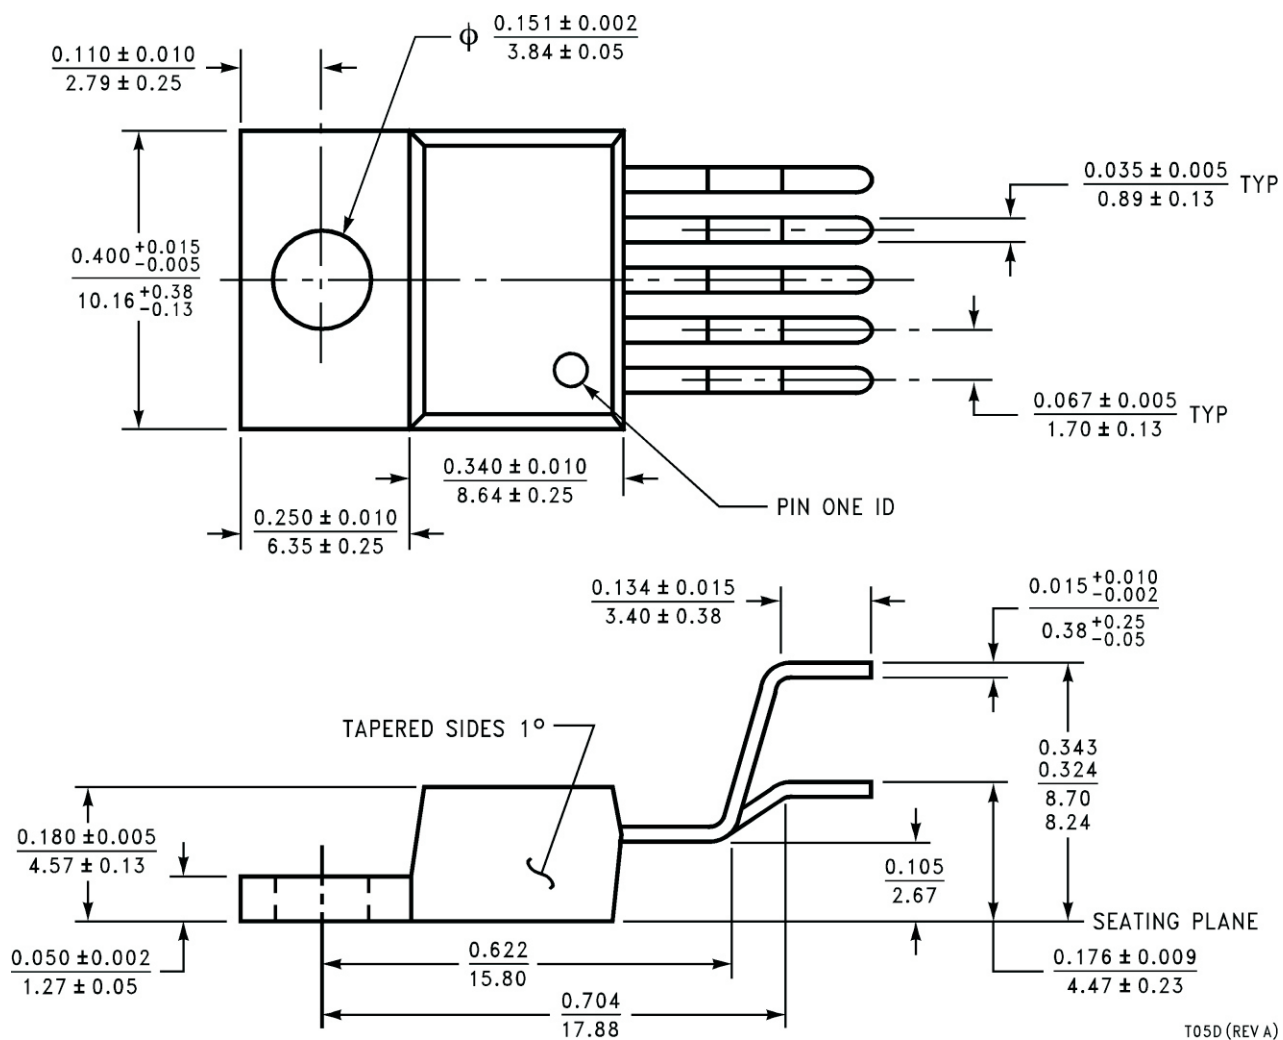 ϕ 0.151 ± 0.002
3.84 ± 0.05
0.110 ± 0.010
2.79 ± 0.25
0.035 ± 0.005 TYP
0.89 ± 0.13
0.400 +0.015 -0.005
10.16 +0.38 -0.13
0.067 ± 0.005 TYP
1.70 ± 0.13
0.340 ± 0.010
8.64 ± 0.25
PIN ONE ID
0.250 ± 0.010
6.35 ± 0.25
0.134 ± 0.015
3.40 ± 0.38
0.015 +0.010 -0.002
0.38 +0.25 -0.05
TAPERED SIDES 1°
0.343
0.324
8.70
8.24
0.180 ±0.005
4.57 ± 0.13
0.105
2.67
SEATING PLANE
0.050 ±0.002
1.27 ± 0.05
0.622
15.80
0.176 ± 0.009
4.47 ± 0.23
0.704
17.88
T05D (REV A)